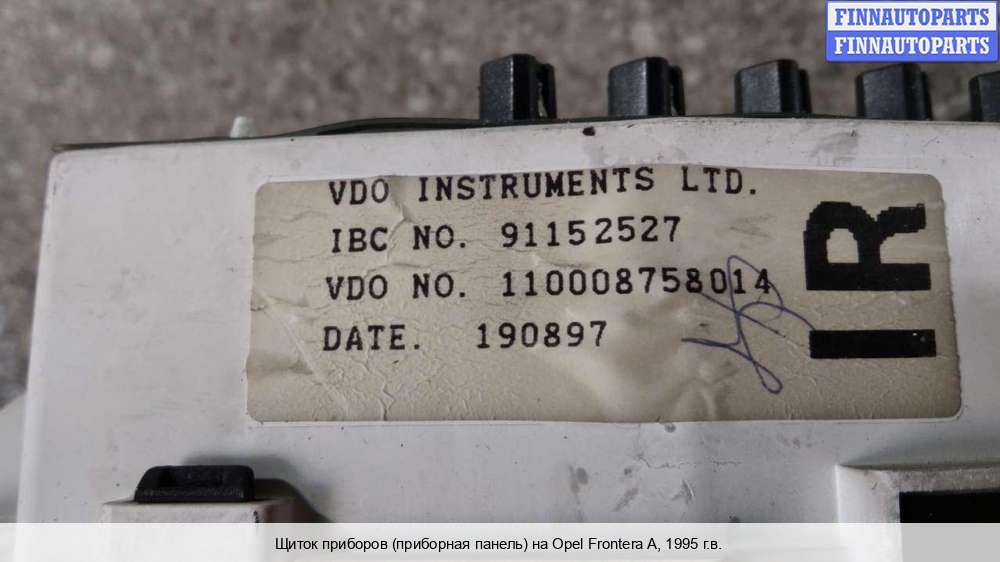 FINNAUTOPARTS
FINNAUTOPARTS
VDO INSTRUMENTS LTD.
IBC NO. 91152527
VDO NO. 110008758014
DATE. 190897
IR
Щиток приборов (приборная панель) на Opel Frontera A, 1995 г.в.